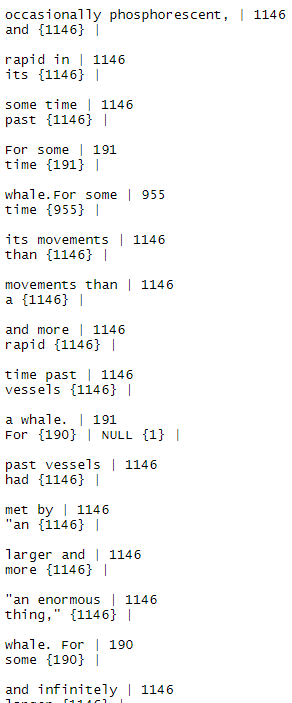 occasionally phosphorescent, | 1146
and {1146} |
rapid in | 1146
its {1146} |
some time | 1146
past {1146} |
For some | 191
time {191} |
whale.For some | 955
time {955} |
its movements | 1146
than {1146} |
movements than | 1146
a {1146} |
and more | 1146
rapid {1146} |
time past | 1146
vessels {1146} |
a whale. | 191
For {190} | NULL {1} |
past vessels | 1146
had {1146} |
met by | 1146
"an {1146} |
larger and | 1146
more {1146} |
"an enormous | 1146
thing," {1146} |
whale. For | 190
some {190} |
and infinitely | 1146
larger {1146} |